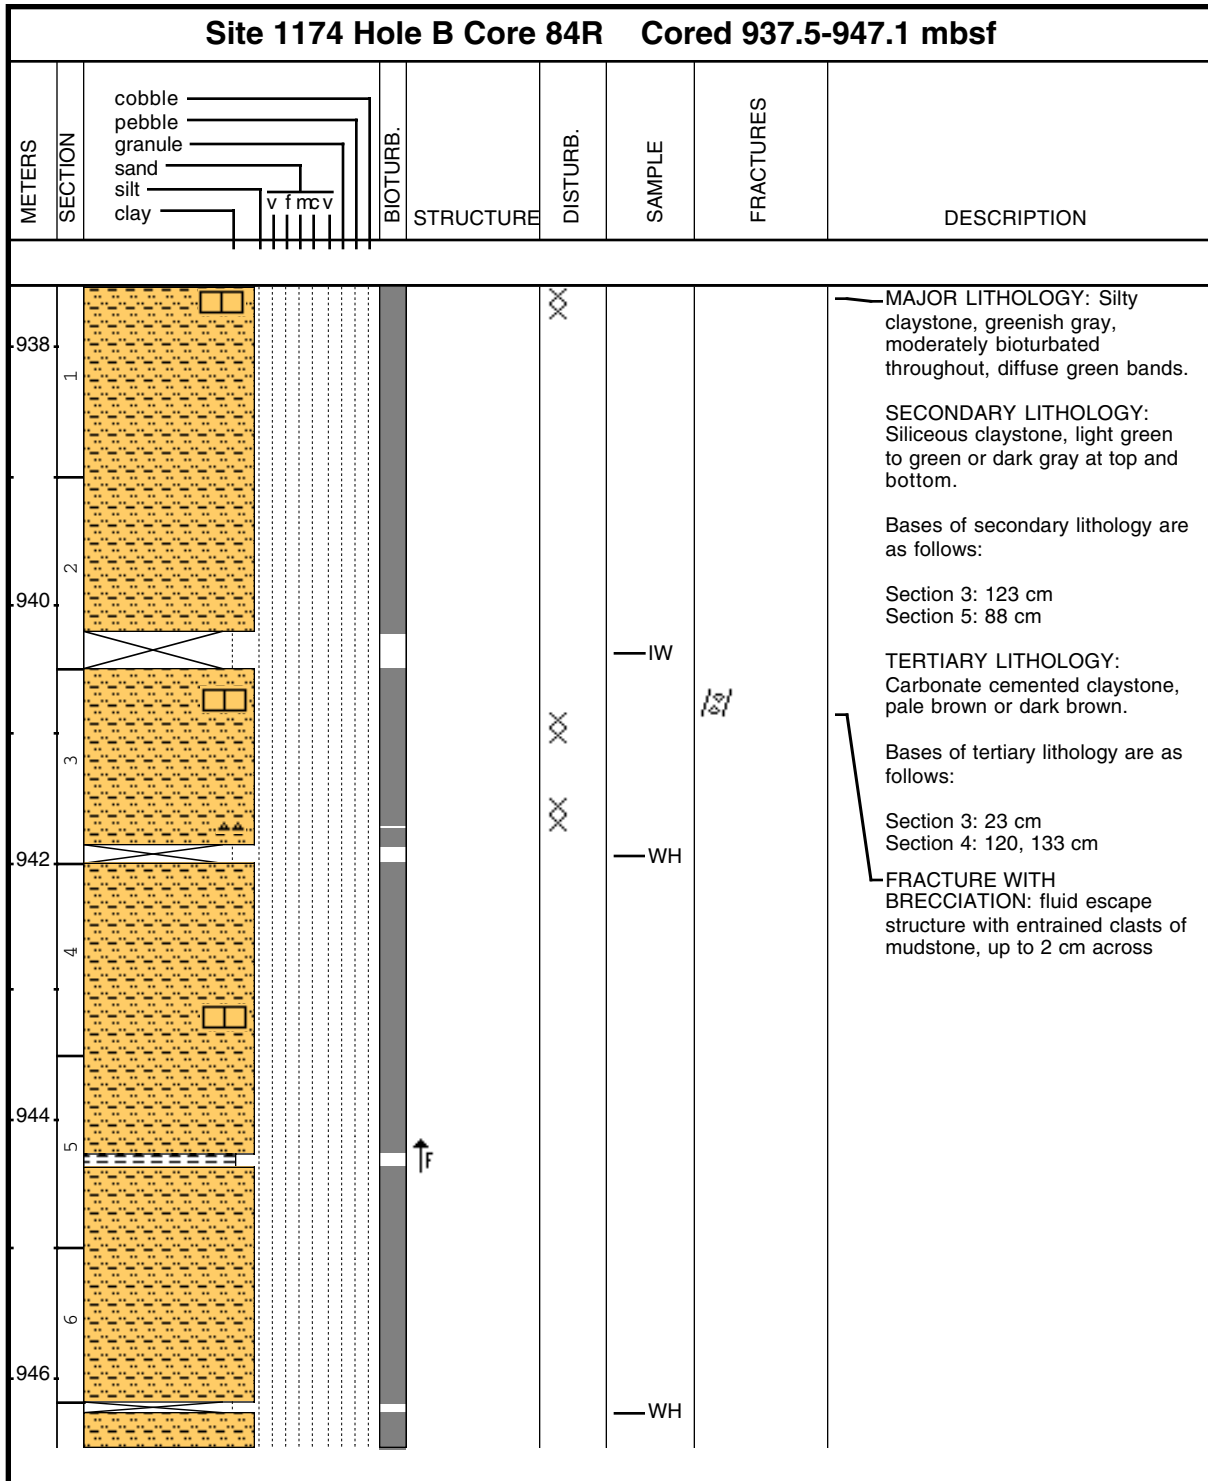 Site 1174 Hole B Core 84R Cored 937.5-947.1 mbsf
METERS
SECTION
cobble
pebble
granule
sand
silt
clay
v f m c v
BIOTURB.
STRUCTURE
DISTURB.
SAMPLE
FRACTURES
DESCRIPTION
938
940
942
944
946
1
2
3
4
5
6
F
IW
WH
WH
MAJOR LITHOLOGY: Silty
claystone, greenish gray,
moderately bioturbated
throughout, diffuse green bands.
SECONDARY LITHOLOGY:
Siliceous claystone, light green
to green or dark gray at top and
bottom.
Bases of secondary lithology are
as follows:
Section 3: 123 cm
Section 5: 88 cm
TERTIARY LITHOLOGY:
Carbonate cemented claystone,
pale brown or dark brown.
Bases of tertiary lithology are as
follows:
Section 3: 23 cm
Section 4: 120, 133 cm
FRACTURE WITH
BRECCIATION: fluid escape
structure with entrained clasts of
mudstone, up to 2 cm across